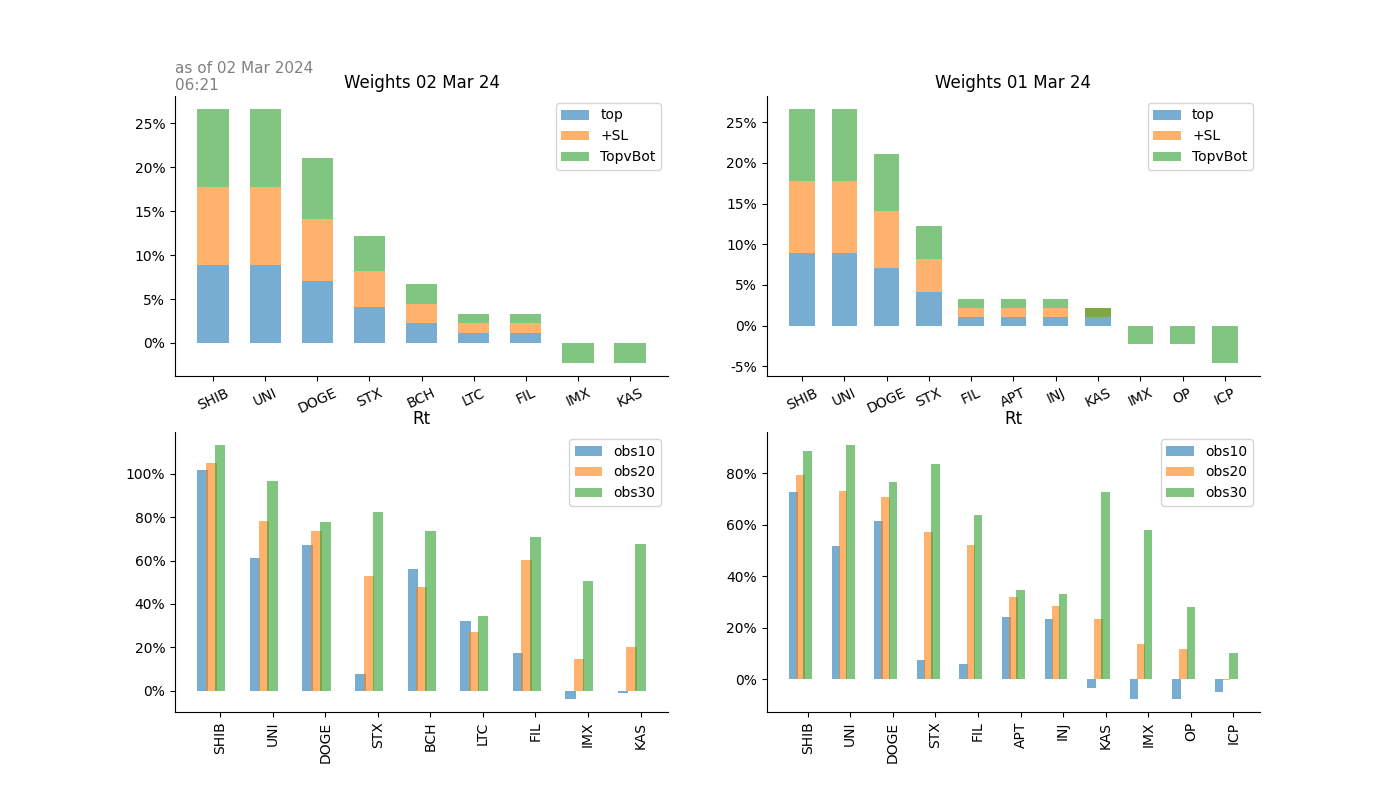 as of 02 Mar 2024
06:21
Weights 02 Mar 24
25%
20%
15%
10%
5%
0%
top
+SL
TopvBot
SHIB
UNI
DOGE
STX
BCH
LTC
FIL
IMX
KAS
Weights 01 Mar 24
25%
20%
15%
10%
5%
0%
-5%
top
+SL
TopvBot
SHIB
UNI
DOGE
STX
FIL
APT
INJ
KAS
IMX
OP
ICP
Rt
100%
80%
60%
40%
20%
0%
obs10
obs20
obs30
SHIB
UNI
DOGE
STX
BCH
LTC
FIL
IMX
KAS
Rt
80%
60%
40%
20%
0%
obs10
obs20
obs30
SHIB
UNI
DOGE
STX
FIL
APT
INJ
KAS
IMX
OP
ICP